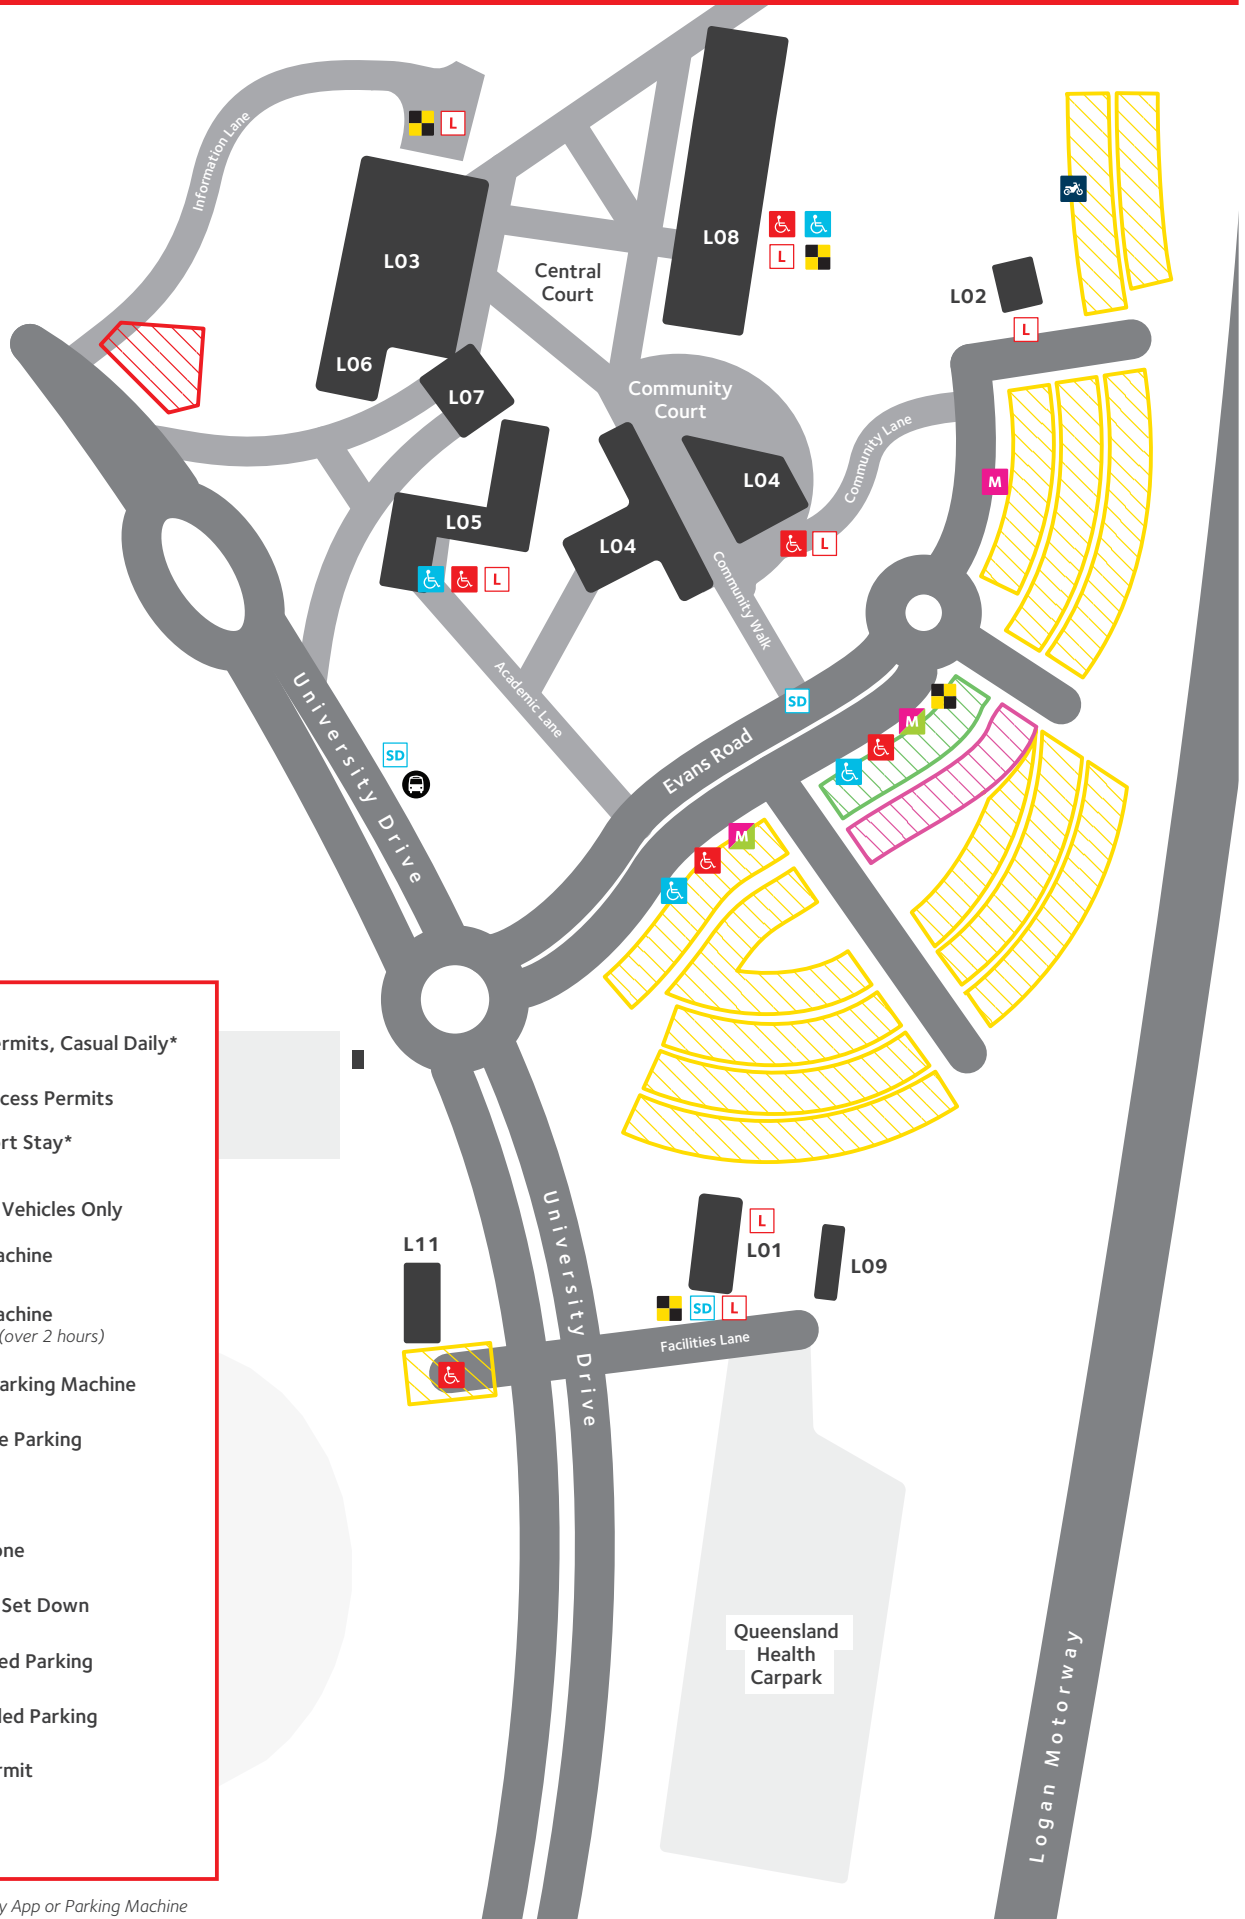 Information Lane
L
L03
L08
L
Central
Court
L02
L
L06
L07
Community
Court
Community Lane
M
L04
L05
L04
L
L
Community Walk
Academic Lane
SD
University Drive
SD
Evans Road
M
M
ermits, Casual Daily*
cess Permits
rt Stay*
Vehicles Only
achine
achine
(over 2 hours)
arking Machine
e Parking
one
Set Down
ed Parking
led Parking
rmit
y App or Parking Machine
University Drive
L11
L
L01
L09
SD
L
Facilities Lane
Queensland
Health
Carpark
Logan Motorway